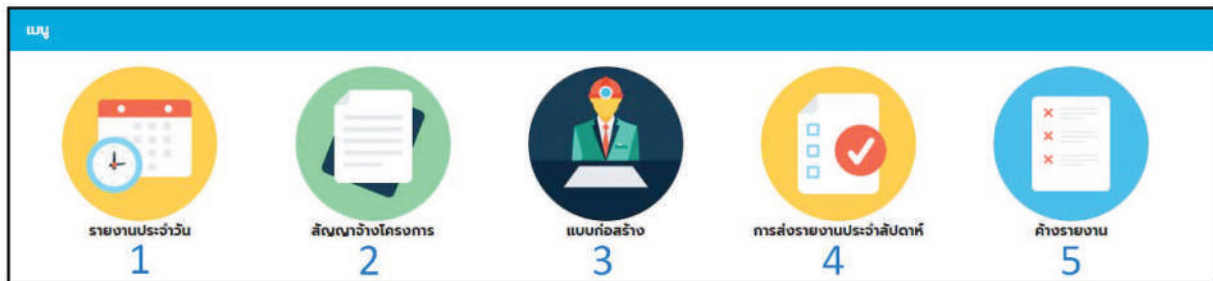 เมนู
รายงานประจำวัน สัญญาจ้างโครงการ แบบก่อสร้าง การส่งรายงานประจำสัปดาห์ ค้างรายงาน
1 2 3 4 5